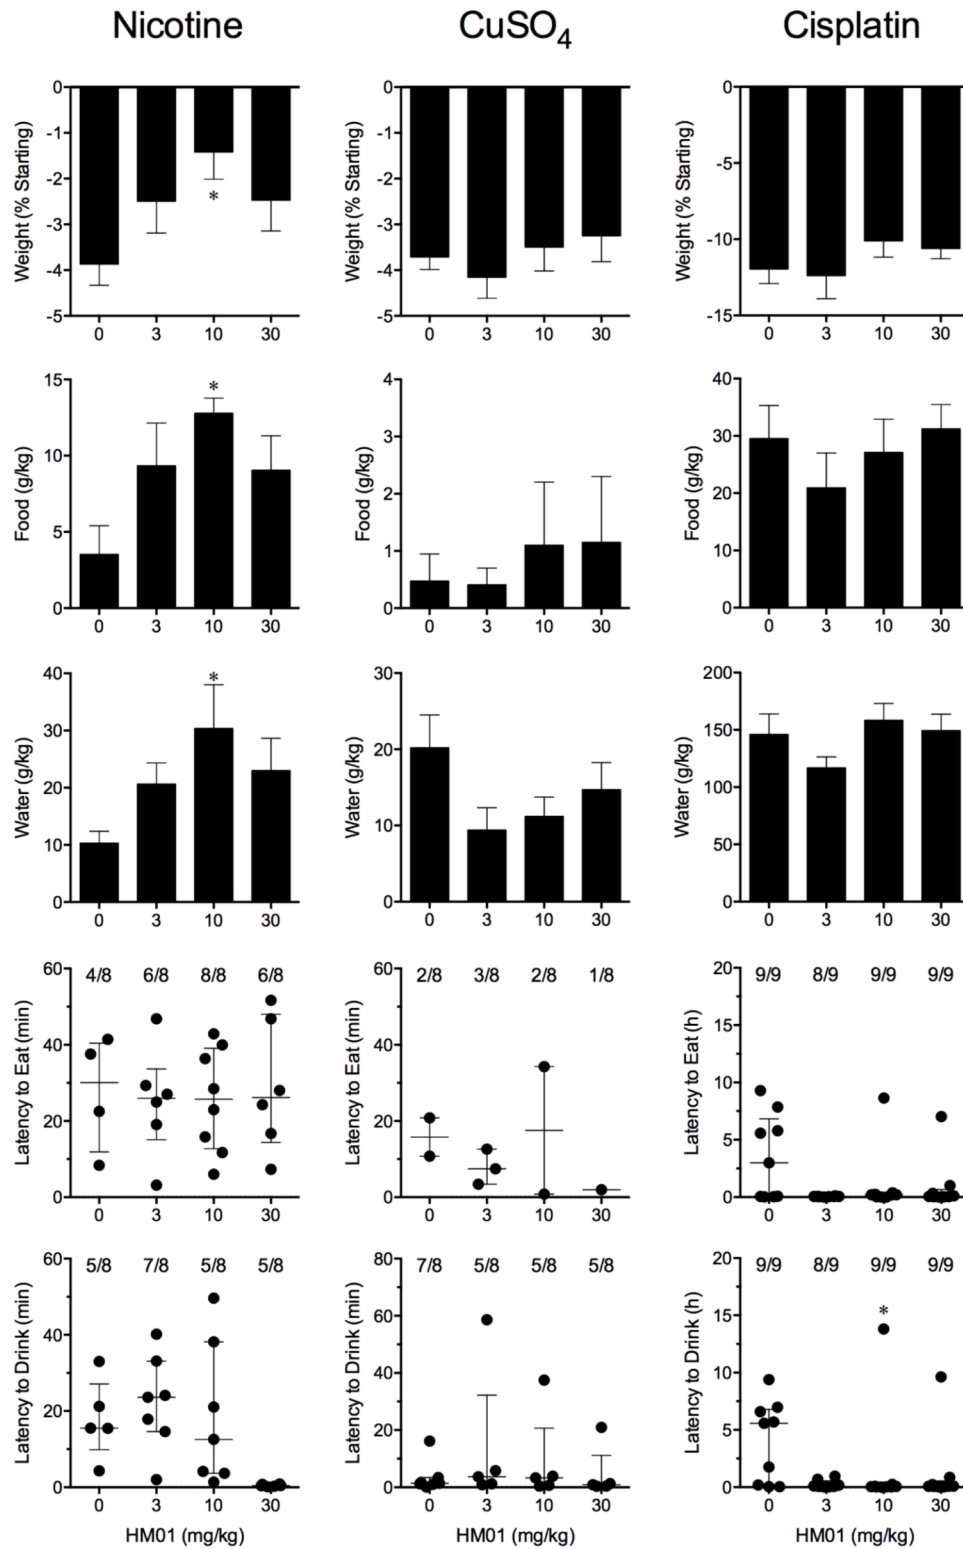 Nicotine CuSO4 Cisplatin
Weight (% Starting)
0
-1
-2
-3
-4
-5
*
0 3 10 30
Weight (% Starting)
0
-1
-2
-3
-4
-5
0 3 10 30
Weight (% Starting)
0
-5
-10
-15
0 3 10 30
Food (g/kg)
15
10
5
0
*
0 3 10 30
Food (g/kg)
4
3
2
1
0
0 3 10 30
Food (g/kg)
40
30
20
10
0
0 3 10 30
Water (g/kg)
40
30
20
10
0
*
0 3 10 30
Water (g/kg)
30
20
10
0
0 3 10 30
Water (g/kg)
200
150
100
50
0
0 3 10 30
Latency to Eat (min)
60
40
20
0
4/8 6/8 8/8 6/8
0 3 10 30
Latency to Eat (min)
60
40
20
0
2/8 3/8 2/8 1/8
0 3 10 30
Latency to Eat (h)
20
15
10
5
0
9/9 8/9 9/9 9/9
0 3 10 30
Latency to Drink (min)
60
40
20
0
5/8 7/8 5/8 5/8
0 3 10 30
HM01 (mg/kg)
Latency to Drink (min)
80
60
40
20
0
7/8 5/8 5/8 5/8
0 3 10 30
HM01 (mg/kg)
Latency to Drink (h)
20
15
10
5
0
9/9 8/9 9/9 9/9
*
0 3 10 30
HM01 (mg/kg)